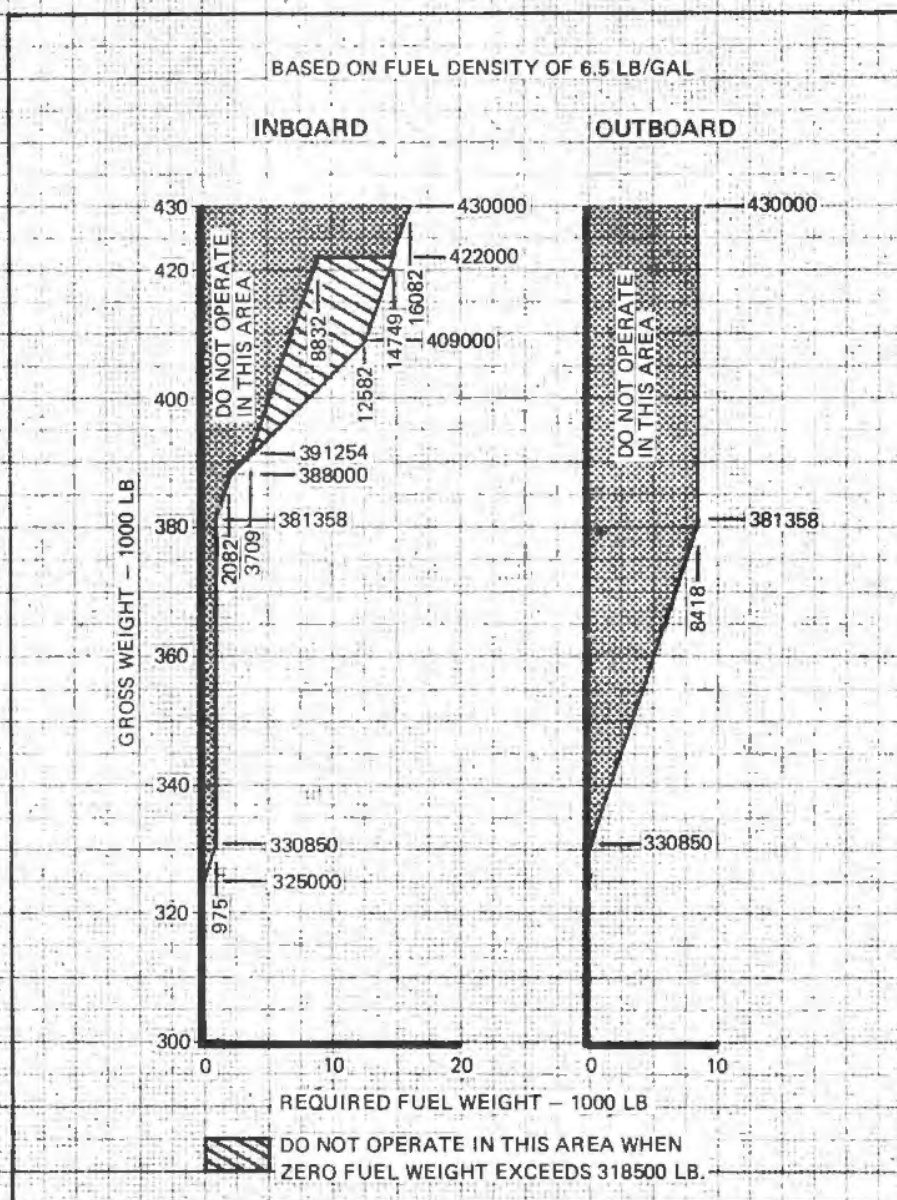 BASED ON FUEL DENSITY OF 6.5 LB/GAL
INBOARD
OUTBOARD
430
420
400
380
360
340
320
300
GROSS WEIGHT – 1000 LB
DO NOT OPERATE
IN THIS AREA
430000
422000
16082
14749
8832
409000
12582
391254
388000
381358
2082
3709
330850
325000
975
0
10
20
DO NOT OPERATE
IN THIS AREA
430000
381358
8418
330850
0
10
REQUIRED FUEL WEIGHT – 1000 LB
DO NOT OPERATE IN THIS AREA WHEN
ZERO FUEL WEIGHT EXCEEDS 318500 LB.